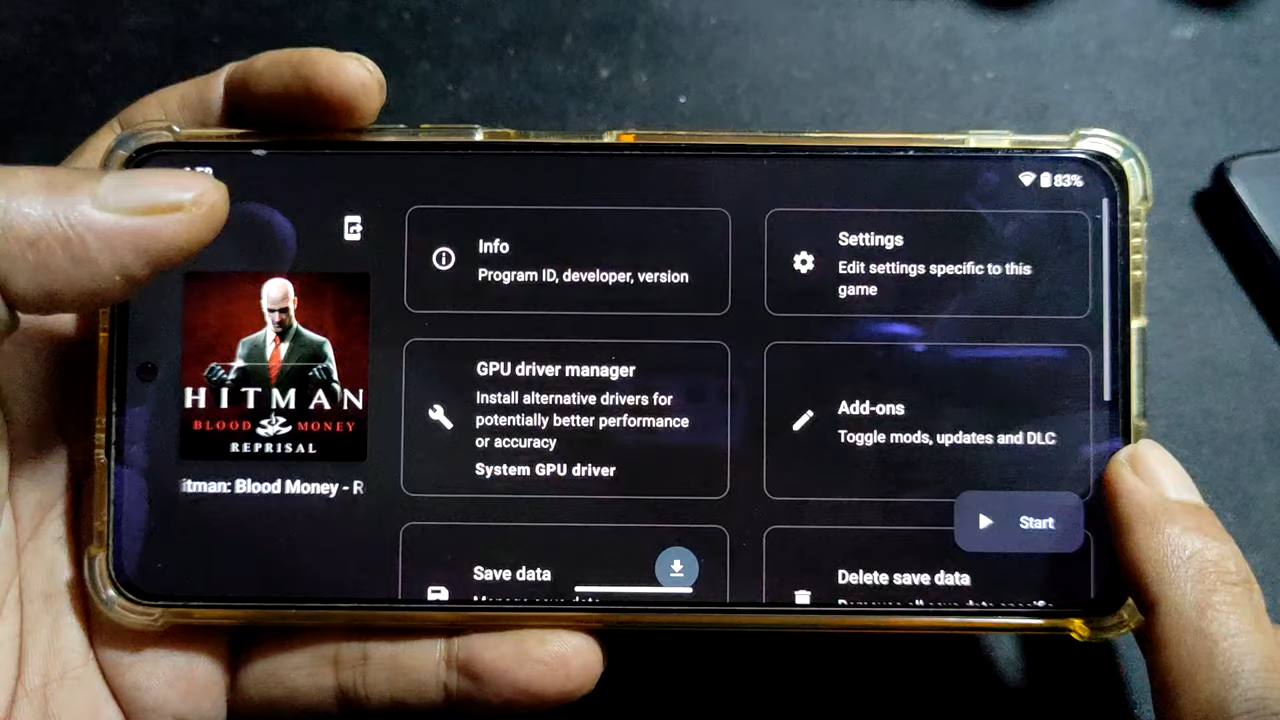 83%
HITMAN
BLOOD MONEY
REPRISAL
itman: Blood Money - R
Info
Program ID, developer, version
Settings
Edit settings specific to this
game
GPU driver manager
Install alternative drivers for
potentially better performance
or accuracy
System GPU driver
Add-ons
Toggle mods, updates and DLC
Start
Save data
Delete save data